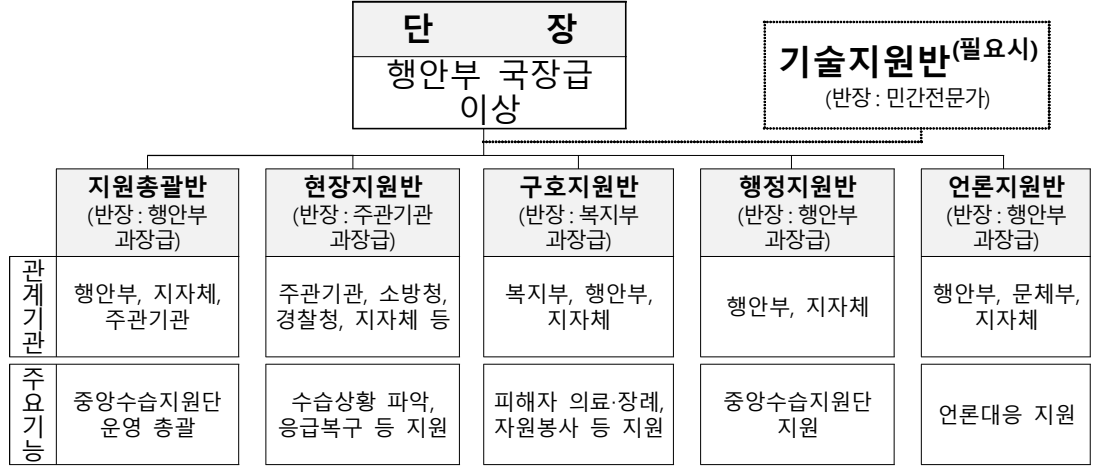 단 장
행안부 국장급
이상
기술지원반(필요시)
(반장 : 민간전문가)
지원총괄반
(반장 : 행안부
과장급)
현장지원반
(반장 : 주관기관
과장급)
구호지원반
(반장 : 복지부
과장급)
행정지원반
(반장 : 행안부
과장급)
언론지원반
(반장 : 행안부
과장급)
관계기관
행안부, 지자체,
주관기관
주관기관, 소방청,
경찰청, 지자체 등
복지부, 행안부,
지자체
행안부, 지자체
행안부, 문체부,
지자체
주요기능
중앙수습지원단
운영 총괄
수습상황 파악,
응급복구 등 지원
피해자 의료·장례,
자원봉사 등 지원
중앙수습지원단
지원
언론대응 지원